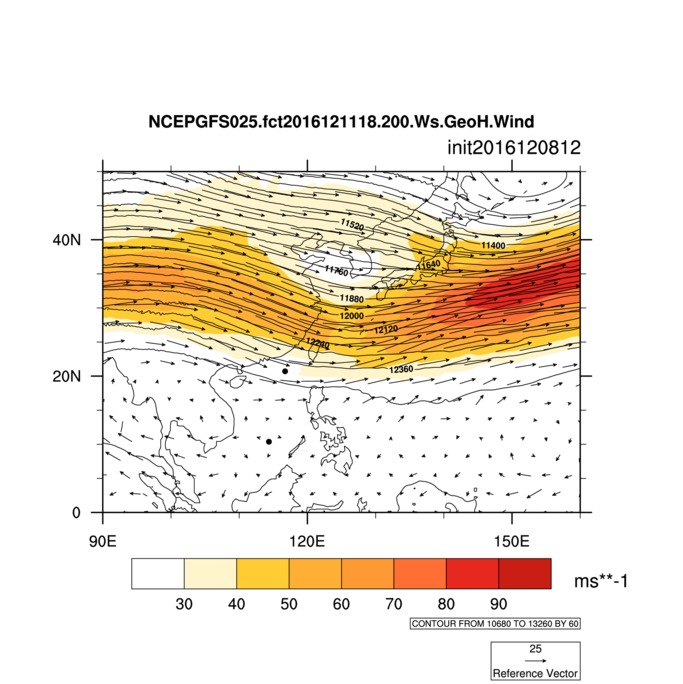 NCEPGFS025.fct2016121118.200.Ws.GeoH.Wind
init2016120812
11520
11400
40N
11640
11760
11880
12000
12120
12240
12360
20N
0
90E 120E 150E
ms**-1
30 40 50 60 70 80 90
CONTOUR FROM 10680 TO 13260 BY 60
25
Reference Vector